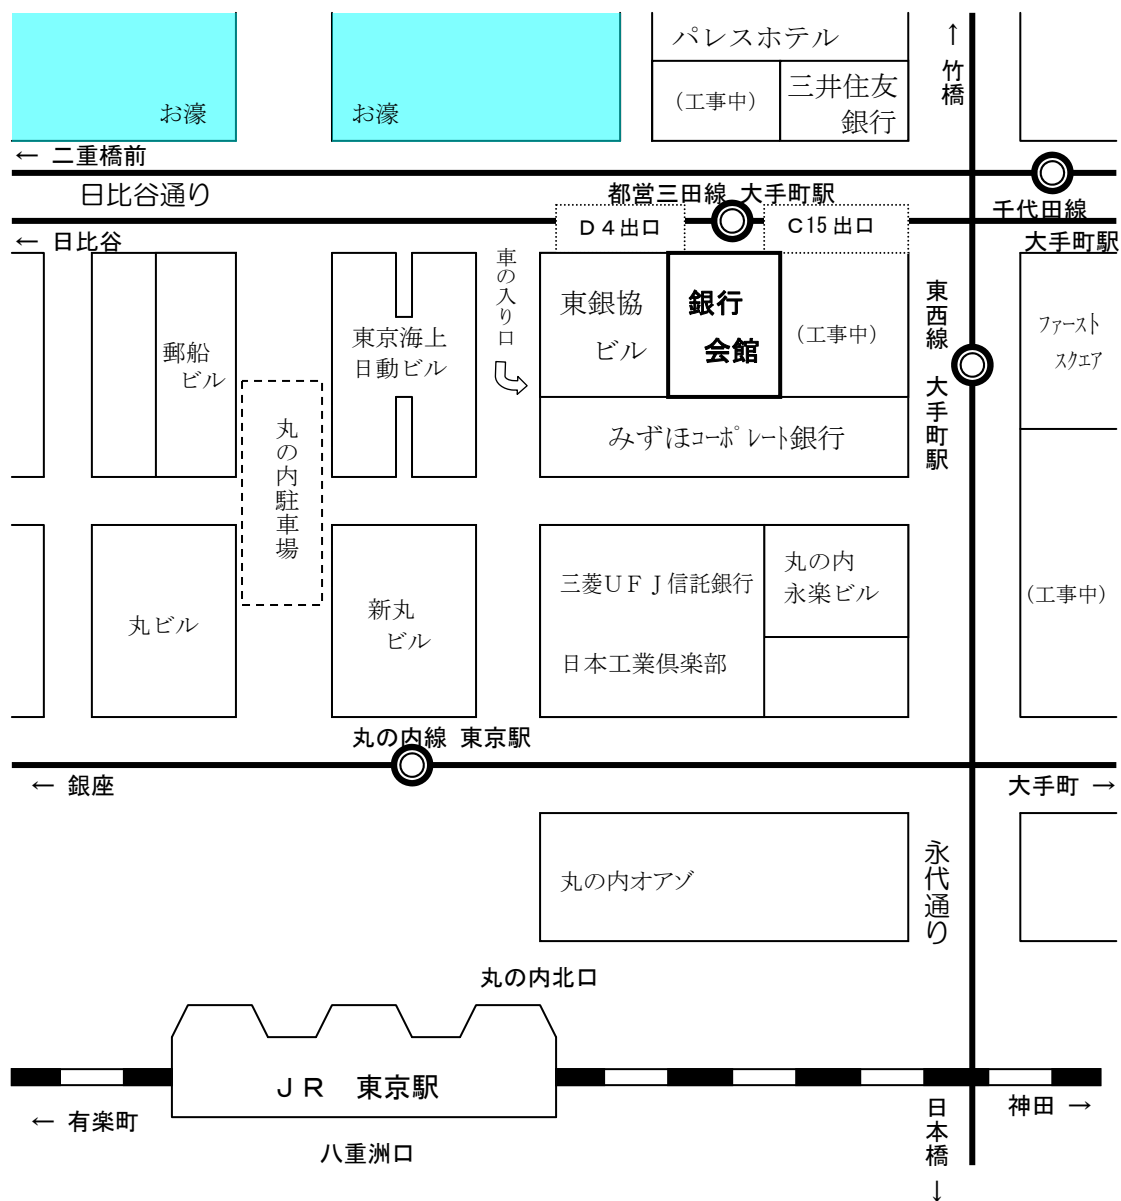 パレスホテル
↑
竹橋
お濠
お濠
(工事中)
三井住友
銀行
← 二重橋前
日比谷通り
都営三田線 大手町駅
千代田線
大手町駅
← 日比谷
D4出口
C15出口
車の入り口
東銀協
ビル
銀行
会館
(工事中)
東西線 大手町駅
ファースト
スクエア
郵船
ビル
東京海上
日動ビル
丸の内駐車場
みずほコーポレート銀行
丸ビル
新丸
ビル
三菱UFJ信託銀行
日本工業倶楽部
丸の内
永楽ビル
(工事中)
丸の内線 東京駅
← 銀座
大手町 →
丸の内オアゾ
永代通り
丸の内北口
JR 東京駅
← 有楽町
八重洲口
日本橋
↓
神田 →